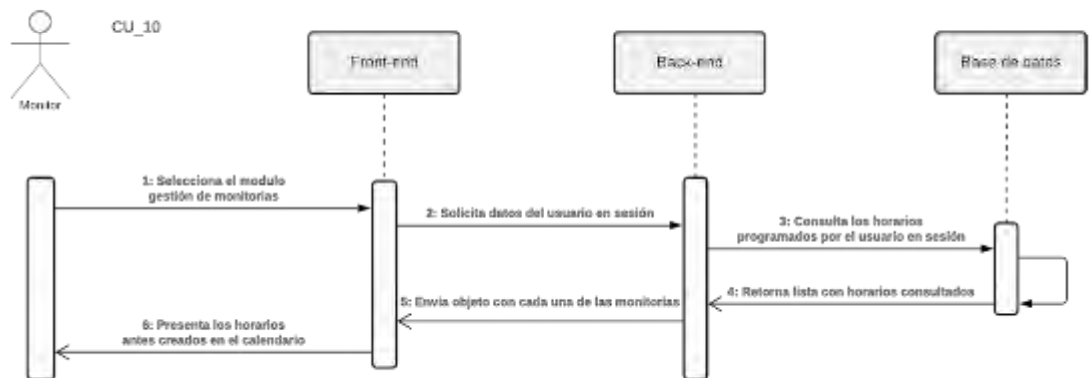 CU_10
Monitor
Front-end
Back-end
Base de datos
1: Selecciona el modulo
gestión de monitorias
2: Solicita datos del usuario en sesión
3: Consulta los horarios
programados por el usuario en sesión
4: Retorna lista con horarios consultados
5: Envia objeto con cada una de las monitorias
6: Presenta los horarios
antes creados en el calendario